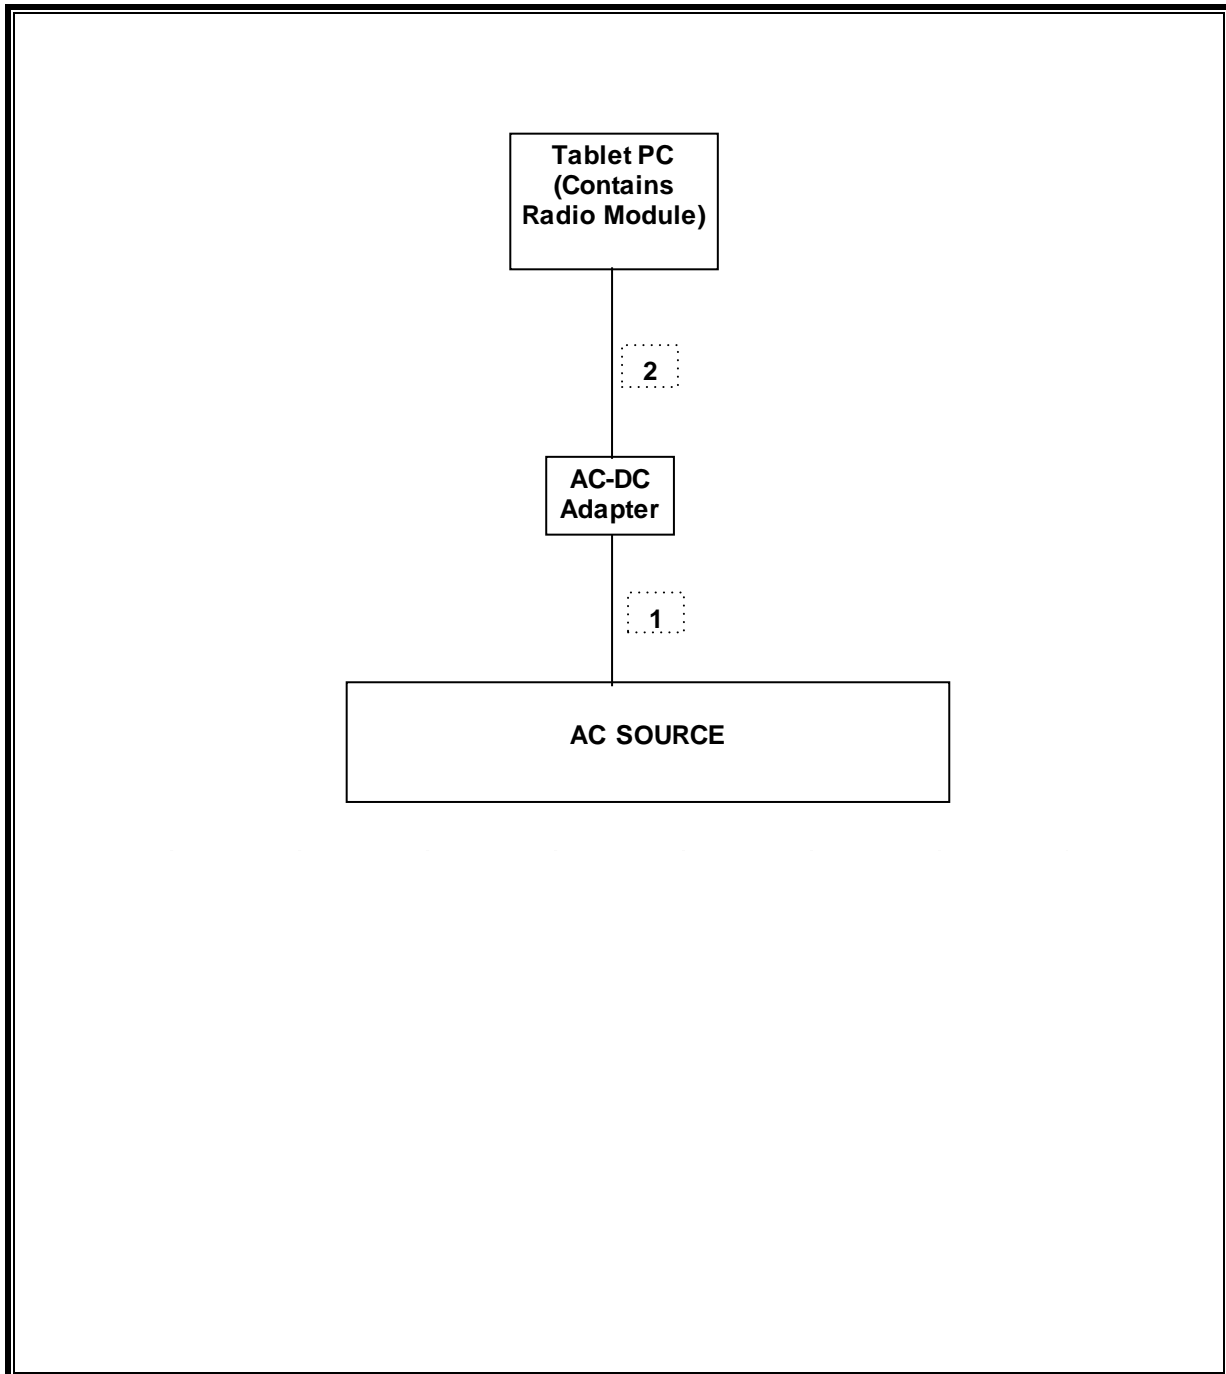 Tablet PC
(Contains
Radio Module)
2
AC-DC
Adapter
1
AC SOURCE